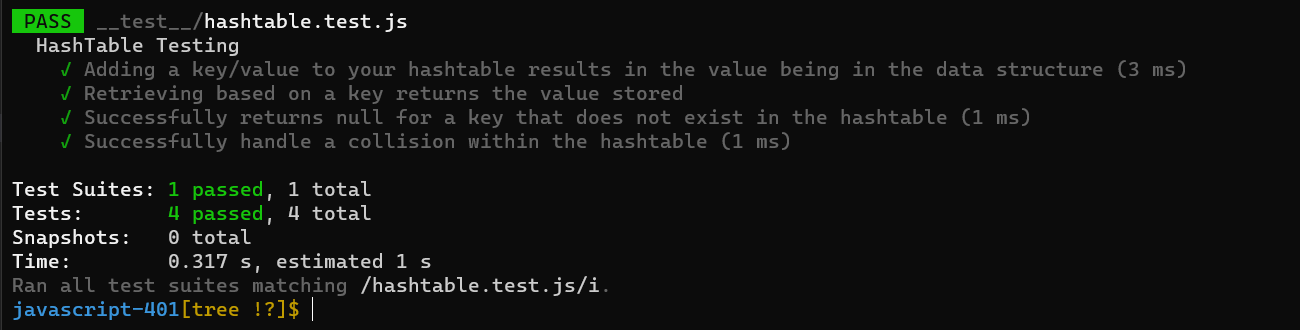 PASS __test__/hashtable.test.js
HashTable Testing
√ Adding a key/value to your hashtable results in the value being in the data structure (3 ms)
√ Retrieving based on a key returns the value stored
√ Successfully returns null for a key that does not exist in the hashtable (1 ms)
√ Successfully handle a collision within the hashtable (1 ms)
Test Suites: 1 passed, 1 total
Tests: 4 passed, 4 total
Snapshots: 0 total
Time: 0.317 s, estimated 1 s
Ran all test suites matching /hashtable.test.js/i.
javascript-401[tree !?]$